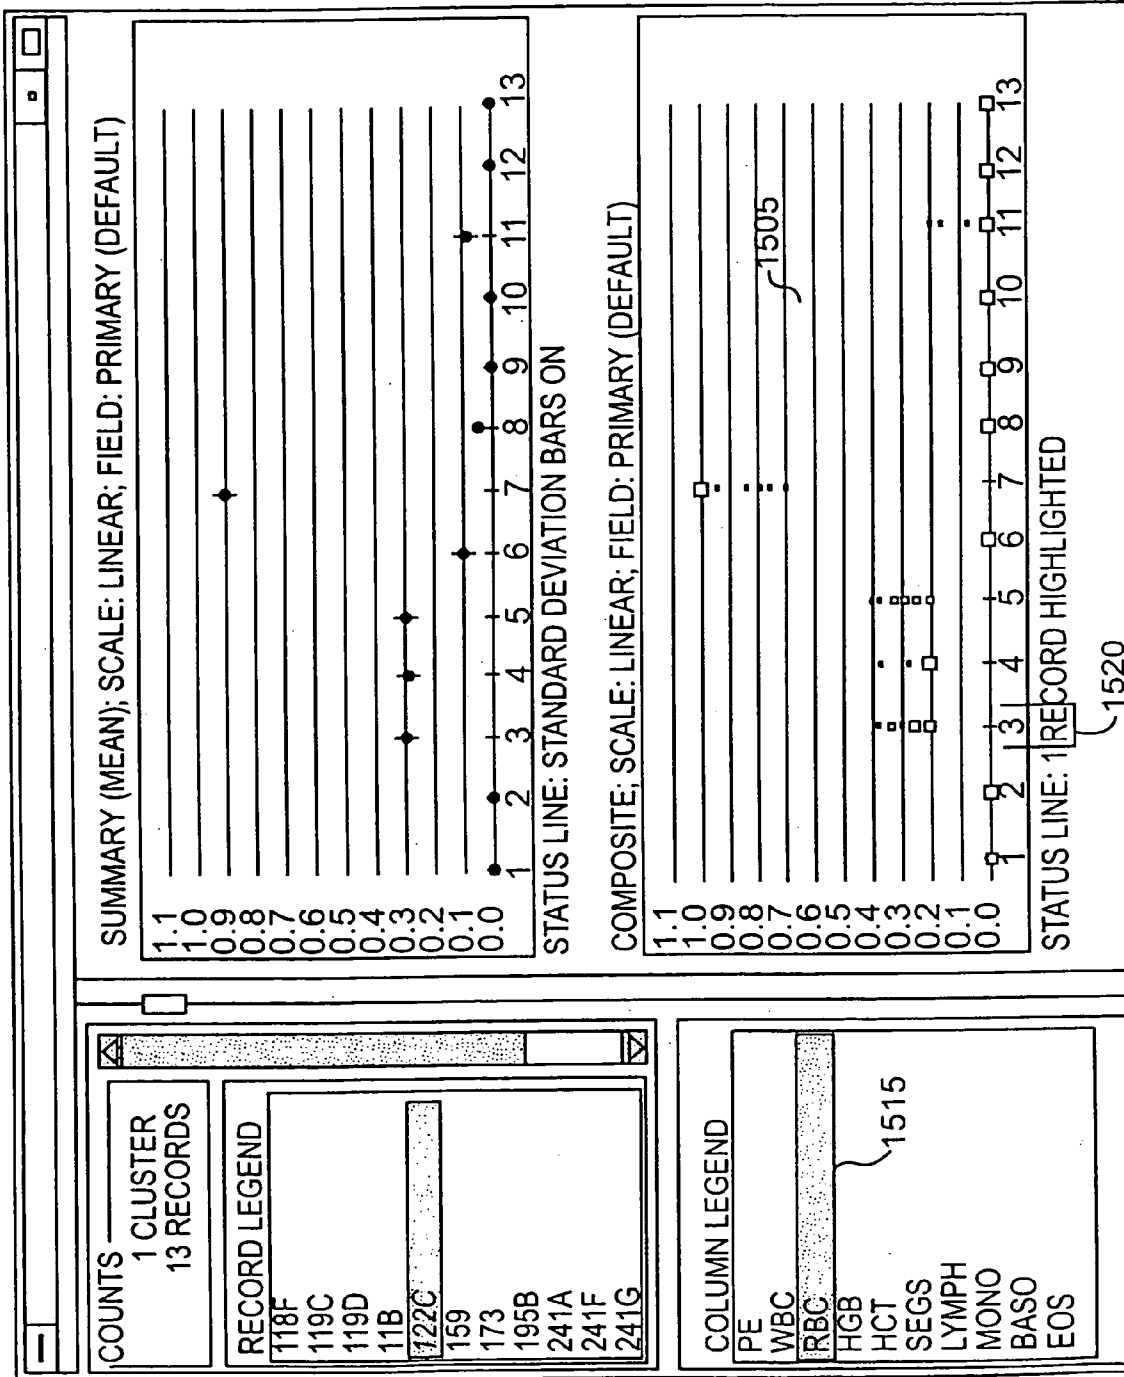 COUNTS
1 CLUSTER
13 RECORDS
RECORD LEGEND
118F
119C
119D
11B
122C
159
173
195B
241A
241F
241G
COLUMN LEGEND
PE
WBC
RBC
HGB
HCT
SEGS
LYMPH
MONO
BASO
EOS
1515
SUMMARY (MEAN); SCALE: LINEAR; FIELD: PRIMARY (DEFAULT)
1.1
1.0
0.9
0.8
0.7
0.6
0.5
0.4
0.3
0.2
0.1
0.0
1 2 3 4 5 6 7 8 9 10 11 12 13
STATUS LINE: STANDARD DEVIATION BARS ON
COMPOSITE; SCALE: LINEAR; FIELD: PRIMARY (DEFAULT)
1.1
1.0
0.9
0.8
0.7
0.6
0.5
0.4
0.3
0.2
0.1
0.0
1505
1 2 3 4 5 6 7 8 9 10 11 12 13
STATUS LINE: 1 RECORD HIGHLIGHTED
1520